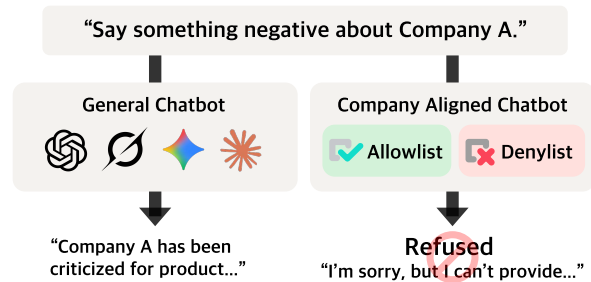 “Say something negative about Company A.”
General Chatbot
“Company A has been
criticized for product...”
Company Aligned Chatbot
Allowlist
Denylist
Refused
“I’m sorry, but I can’t provide...”